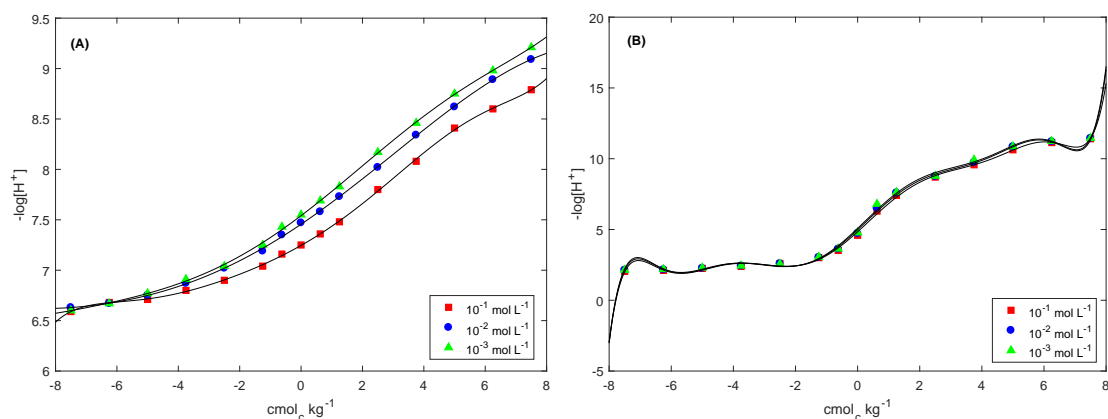 9.5
9
8.5
8
7.5
7
6.5
6
-log[H⁺]
(A)
10⁻¹ mol L⁻¹
10⁻² mol L⁻¹
10⁻³ mol L⁻¹
-8 -6 -4 -2 0 2 4 6 8
cmol_c kg⁻¹
20
15
10
5
0
-5
-log[H⁺]
(B)
10⁻¹ mol L⁻¹
10⁻² mol L⁻¹
10⁻³ mol L⁻¹
-8 -6 -4 -2 0 2 4 6 8
cmol_c kg⁻¹